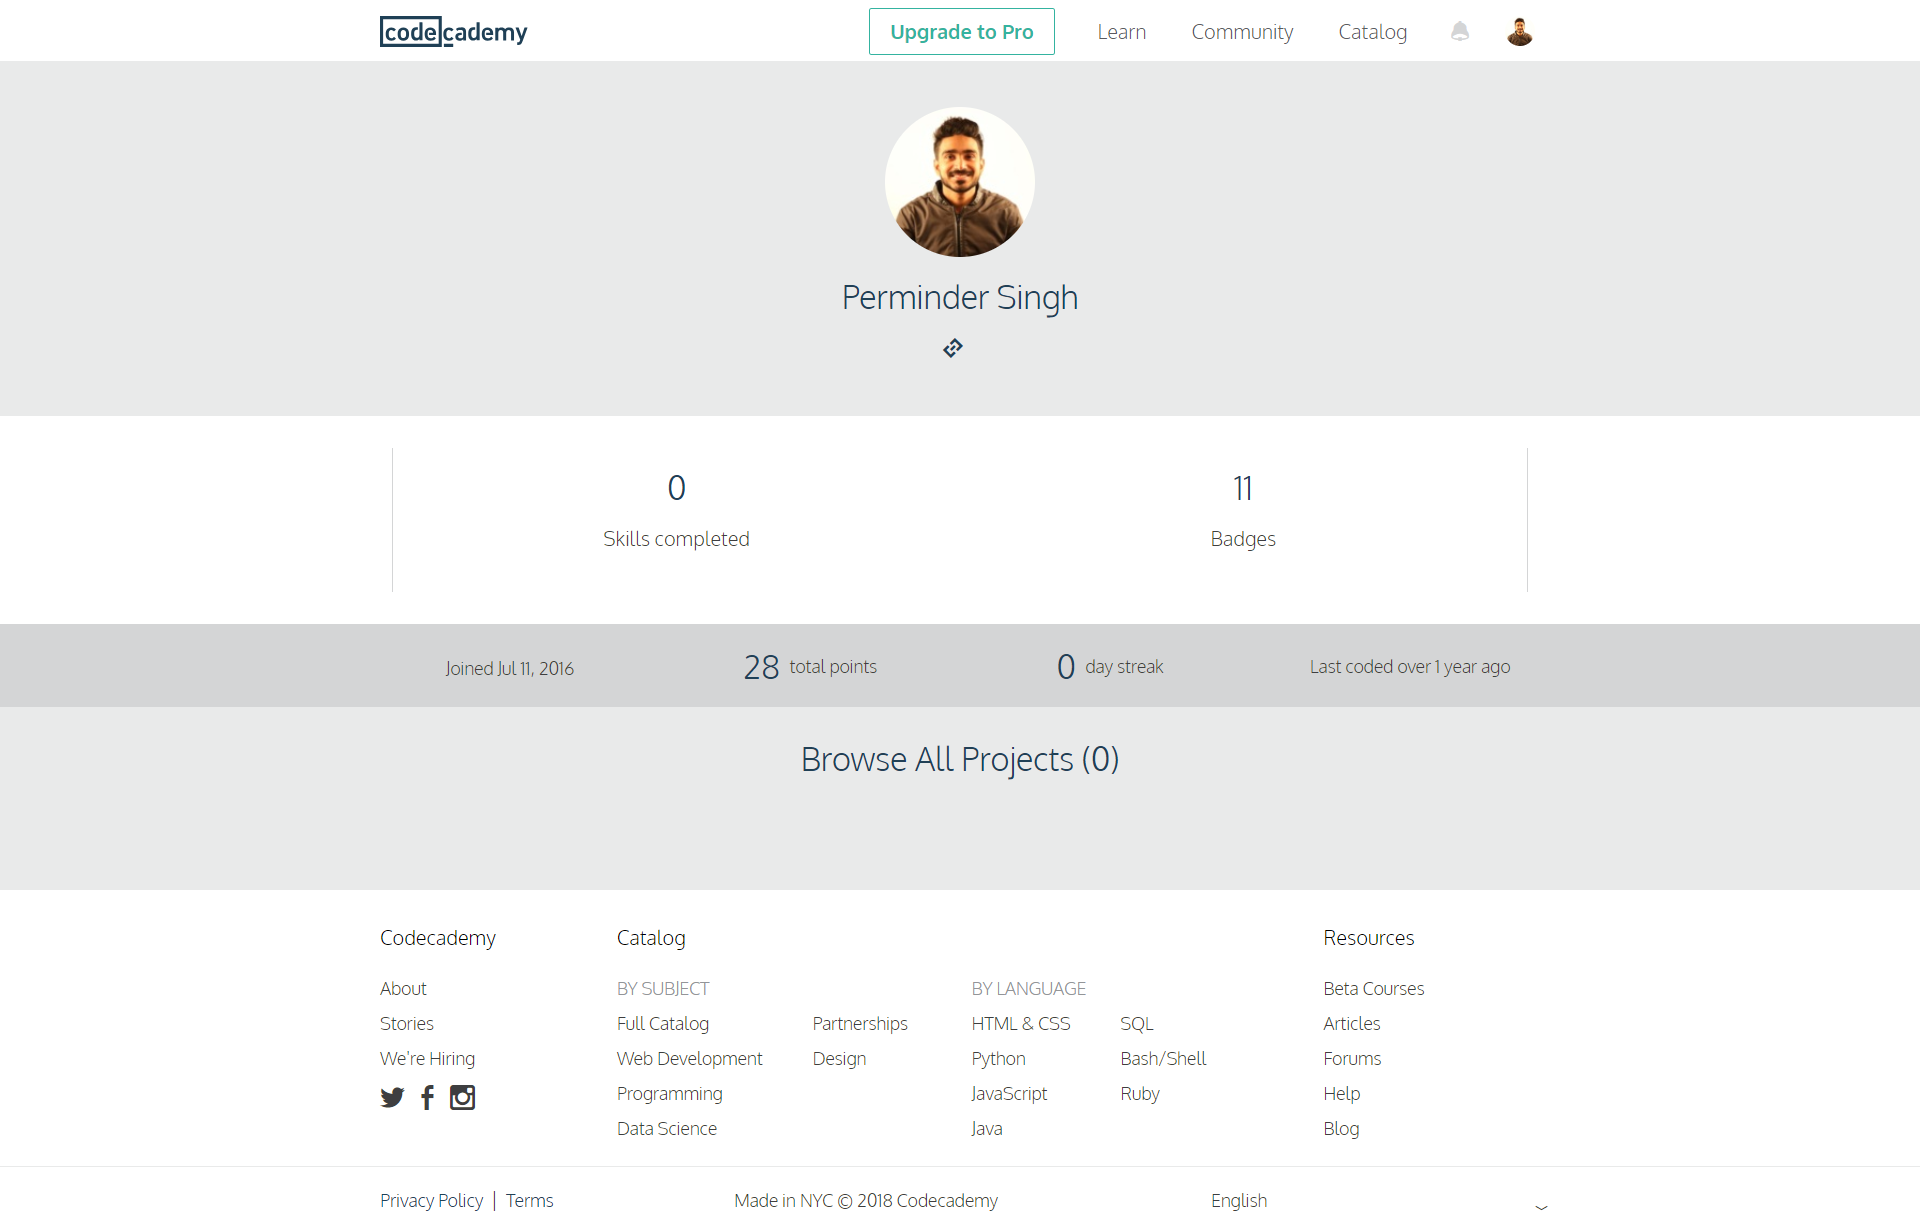 codecademy
Upgrade to Pro Learn Community Catalog
Perminder Singh
0 11
Skills completed Badges
Joined Jul 11, 2016 28 total points 0 day streak Last coded over 1 year ago
Browse All Projects (0)
Codecademy Catalog Resources
About BY SUBJECT BY LANGUAGE Beta Courses
Stories Full Catalog Partnerships HTML & CSS SQL Articles
We're Hiring Web Development Design Python Bash/Shell Forums
Programming JavaScript Ruby Help
Data Science Java Blog
Privacy Policy | Terms Made in NYC © 2018 Codecademy English